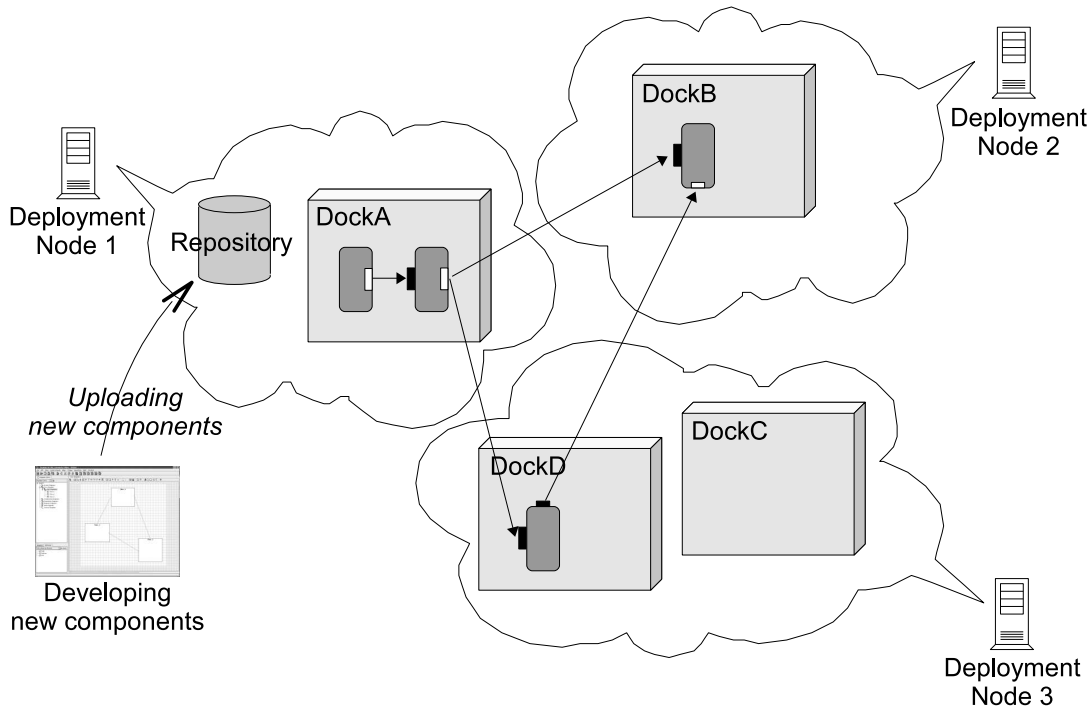 DockB
Deployment
Node 2
Deployment
Node 1
Repository
DockA
Uploading
new components
DockD
DockC
Developing
new components
Deployment
Node 3